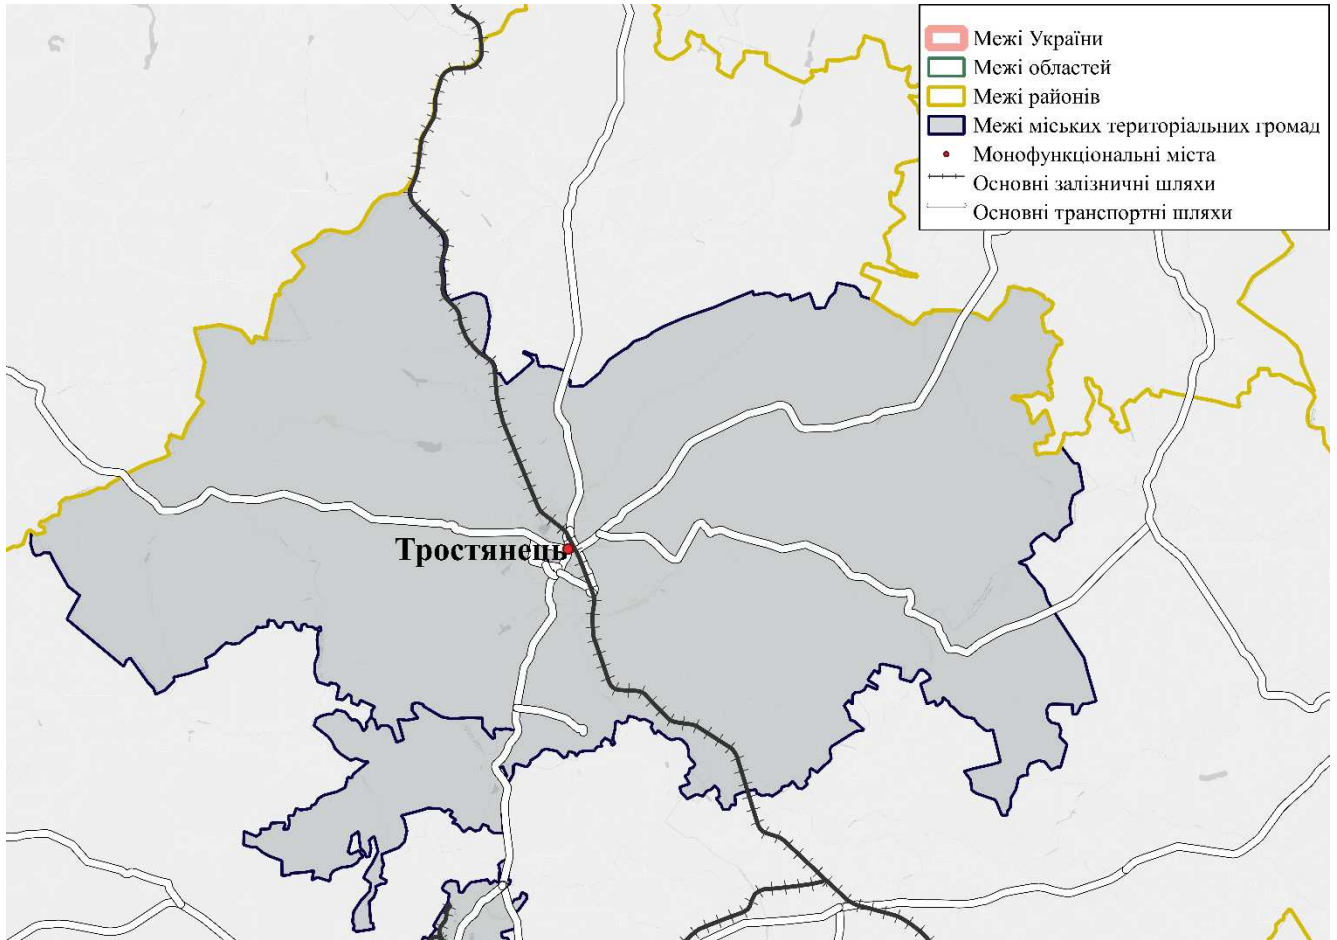 Межі України
Межі областей
Межі районів
Межі міських територіальних громад
Монофункціональні міста
Основні залізничні шляхи
Основні транспортні шляхи
Тростянець